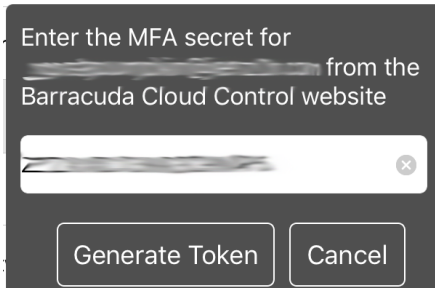 Enter the MFA secret for
from the
Barracuda Cloud Control website
Generate Token
Cancel